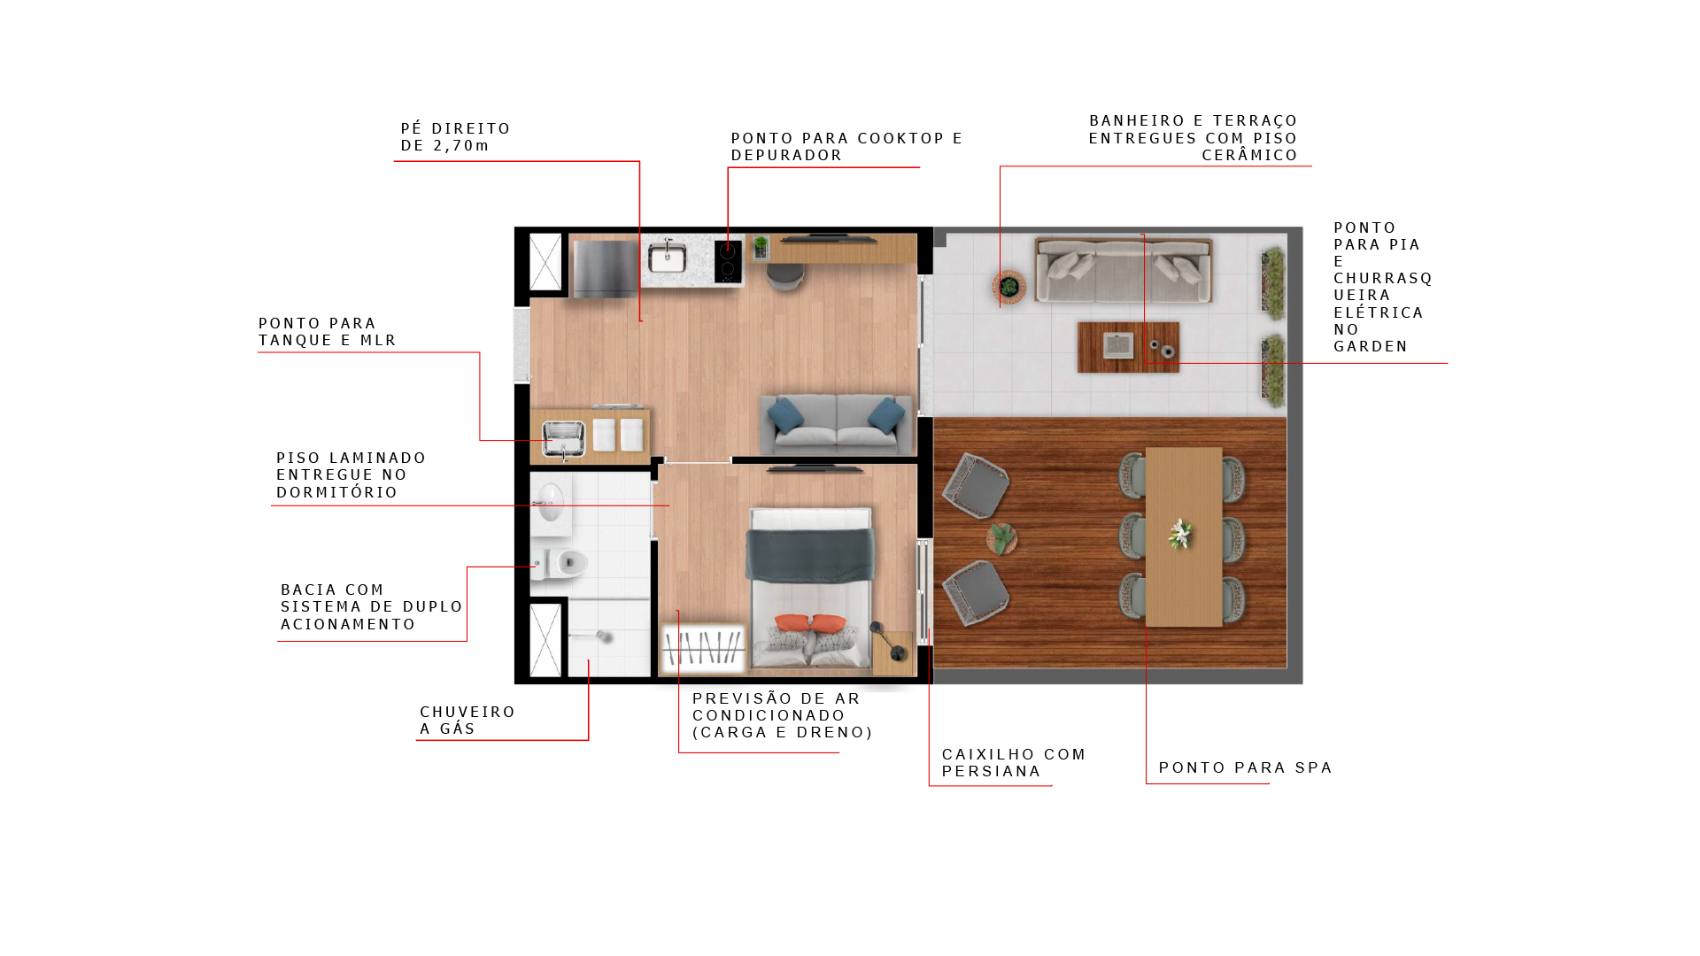 PÉ DIREITO
DE 2,70m
PONTO PARA COOKTOP E
DEPURADOR
BANHEIRO E TERRAÇO
ENTREGUES COM PISO
CERÂMICO
PONTO
PARA PIA
E
CHURRASQ
UEIRA
ELÉTRICA
NO
GARDEN
PONTO PARA
TANQUE E MLR
PISO LAMINADO
ENTREGUE NO
DORMITÓRIO
BACIA COM
SISTEMA DE DUPLO
ACIONAMENTO
CHUVEIRO
A GÁS
PREVISÃO DE AR
CONDICIONADO
(CARGA E DRENO)
CAIXILHO COM
PERSIANA
PONTO PARA SPA